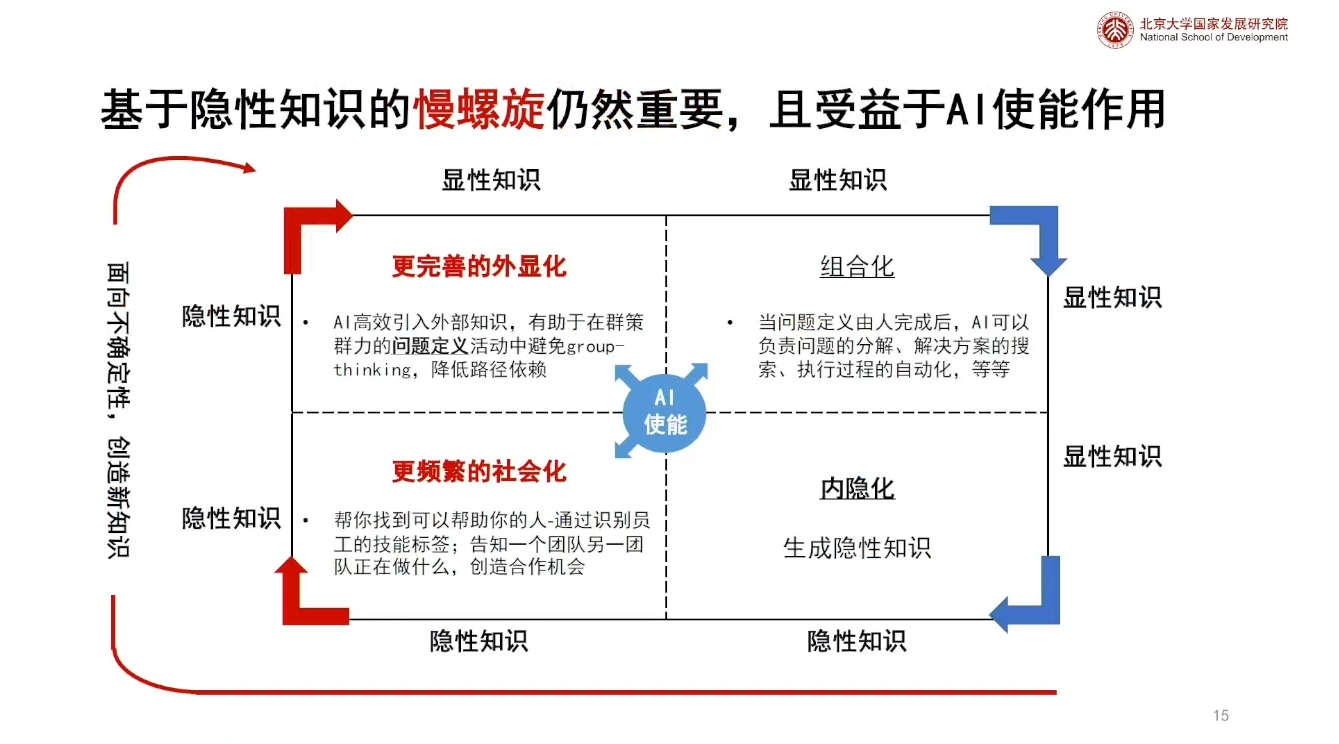 北京大学国家发展研究院
National School of Development
基于隐性知识的慢螺旋仍然重要，且受益于AI使能作用
显性知识
显性知识
面向不确定性，创造新知识
隐性知识
更完善的外显化
• AI高效引入外部知识，有助于在群策
群力的问题定义活动中避免group-
thinking，降低路径依赖
组合化
• 当问题定义由人完成后，AI可以
负责问题的分解、解决方案的搜
索、执行过程的自动化，等等
显性知识
AI
使能
隐性知识
更频繁的社会化
• 帮你找到可以帮助你的人-通过识别员
工的技能标签；告知一个团队另一团
队正在做什么，创造合作机会
内隐化
生成隐性知识
显性知识
隐性知识
隐性知识
15